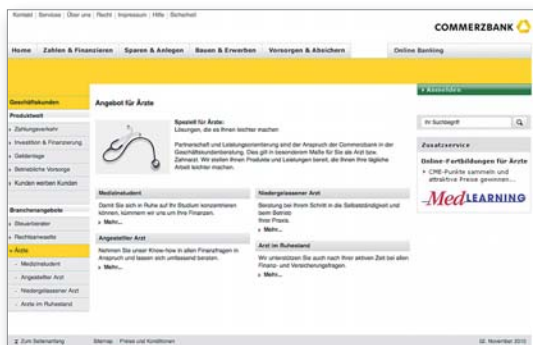 Kontakt | Services | Über uns | Recht | Impressum | Hilfe | Sicherheit
COMMERZBANK
Home Zahlen & Finanzieren Sparen & Anlegen Bauen & Erwerben Vorsorgen & Absichern Online Banking
Abmelden
Geschäftskunden
Produktwelt
Zahlungsverkehr
Investition & Finanzierung
Geldanlage
Betriebliche Vorsorge
Kunden werben Kunden
Branchenangebote
Steuerberater
Rechtsanwälte
Ärzte
Medizinstudent
Angestellter Arzt
Niedergelassener Arzt
Ärzte im Ruhestand
Angebot für Ärzte
Speziell für Ärzte:
Lösungen, die es Ihnen leichter machen
Partnerschaft und Leistungsorientierung sind der Anspruch der Commerzbank in der
Geschäftskundenberatung. Dies gilt in besonderem Maße für Sie als Arzt bzw.
Zahnarzt. Wir stellen Ihnen Produkte und Leistungen bereit, die Ihnen Ihre tägliche
Arbeit leichter machen.
Medizinstudent
Damit Sie sich in Ruhe auf Ihr Studium konzentrieren
können, kümmern wir uns um Ihre Finanzen.
Mehr...
Angestellter Arzt
Nehmen Sie unser Know-how in allen Finanzfragen in
Anspruch und lassen sich umfassend beraten.
Mehr...
Niedergelassener Arzt
Beratung bei Ihrem Schritt in die Selbständigkeit und
beim Betrieb
Ihrer Praxis.
Mehr...
Arzt im Ruhestand
Wir unterstützen Sie auch nach Ihrer aktiven Zeit bei allen
Finanz- und Versicherungsfragen.
Mehr...
Ihr Suchbegriff
Zusatzservice
Online-Fortbildungen für Ärzte
CME-Punkte sammeln und
attraktive Preise gewinnen...
MedLEARNING
Zum Seitenanfang Sitemap Preise und Konditionen 02. November 2010